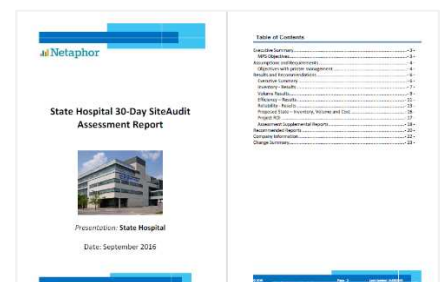 Netaphor
State Hospital 30-Day SiteAudit
Assessment Report
Presentation: State Hospital
Date: September 2016
Table of Contents
Executive Summary
MPS Objectives
Assumptions and Requirements
Objectives with printer management
Results and Recommendations
Executive Summary
Inventory - Results
Volume Results
Efficiency - Results
Reliability - Results
Proposed State - Inventory, Volume and Cost
Project ROI
Assessment Supplemental Reports
Recommended Reports
Company Information
Change Summary